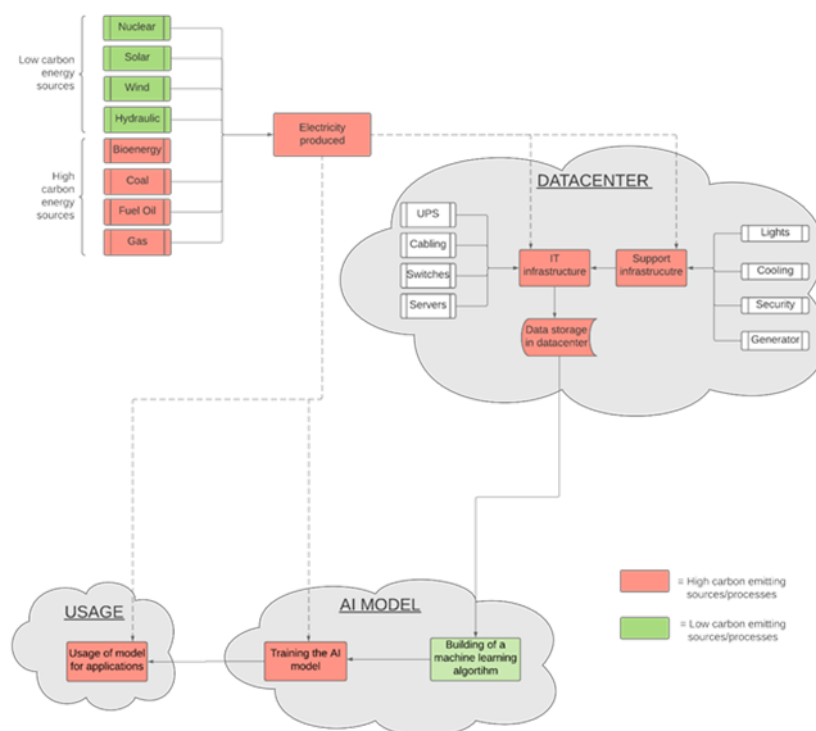 Low carbon
energy
sources
Nuclear
Solar
Wind
Hydraulic
High
carbon
energy
sources
Bioenergy
Coal
Fuel Oil
Gas
Electricity
produced
DATACENTER
UPS
Cabling
Switches
Servers
IT
infrastructure
Support
infrastrucutre
Lights
Cooling
Security
Generator
Data storage
in datacenter
USAGE
Usage of model
for applications
AI MODEL
Training the AI
model
Building of a
machine learning
algortihm
= High carbon emitting
sources/processes
= Low carbon emitting
sources/processes